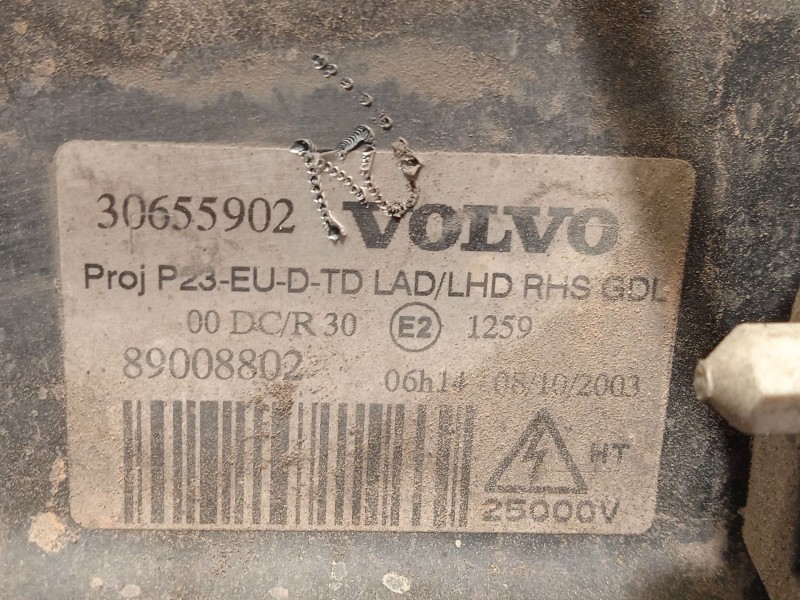 30655902 VOLVO
Proj P23-EU-D-TD LAD/LHD RHS GDL
00 DC/R 30 E2 1259
89008802 06h14 08/10/2003
HT
25000V